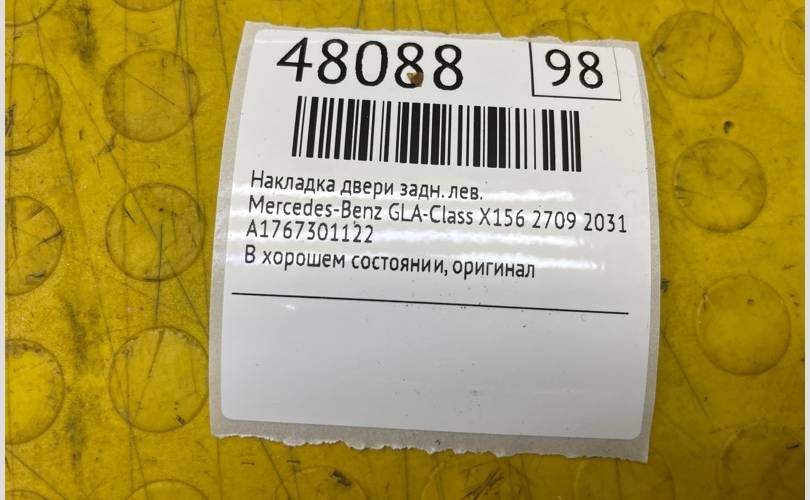 48088 98
Накладка двери задн. лев.
Mercedes-Benz GLA-Class X156 2709 2031
A1767301122
В хорошем состоянии, оригинал